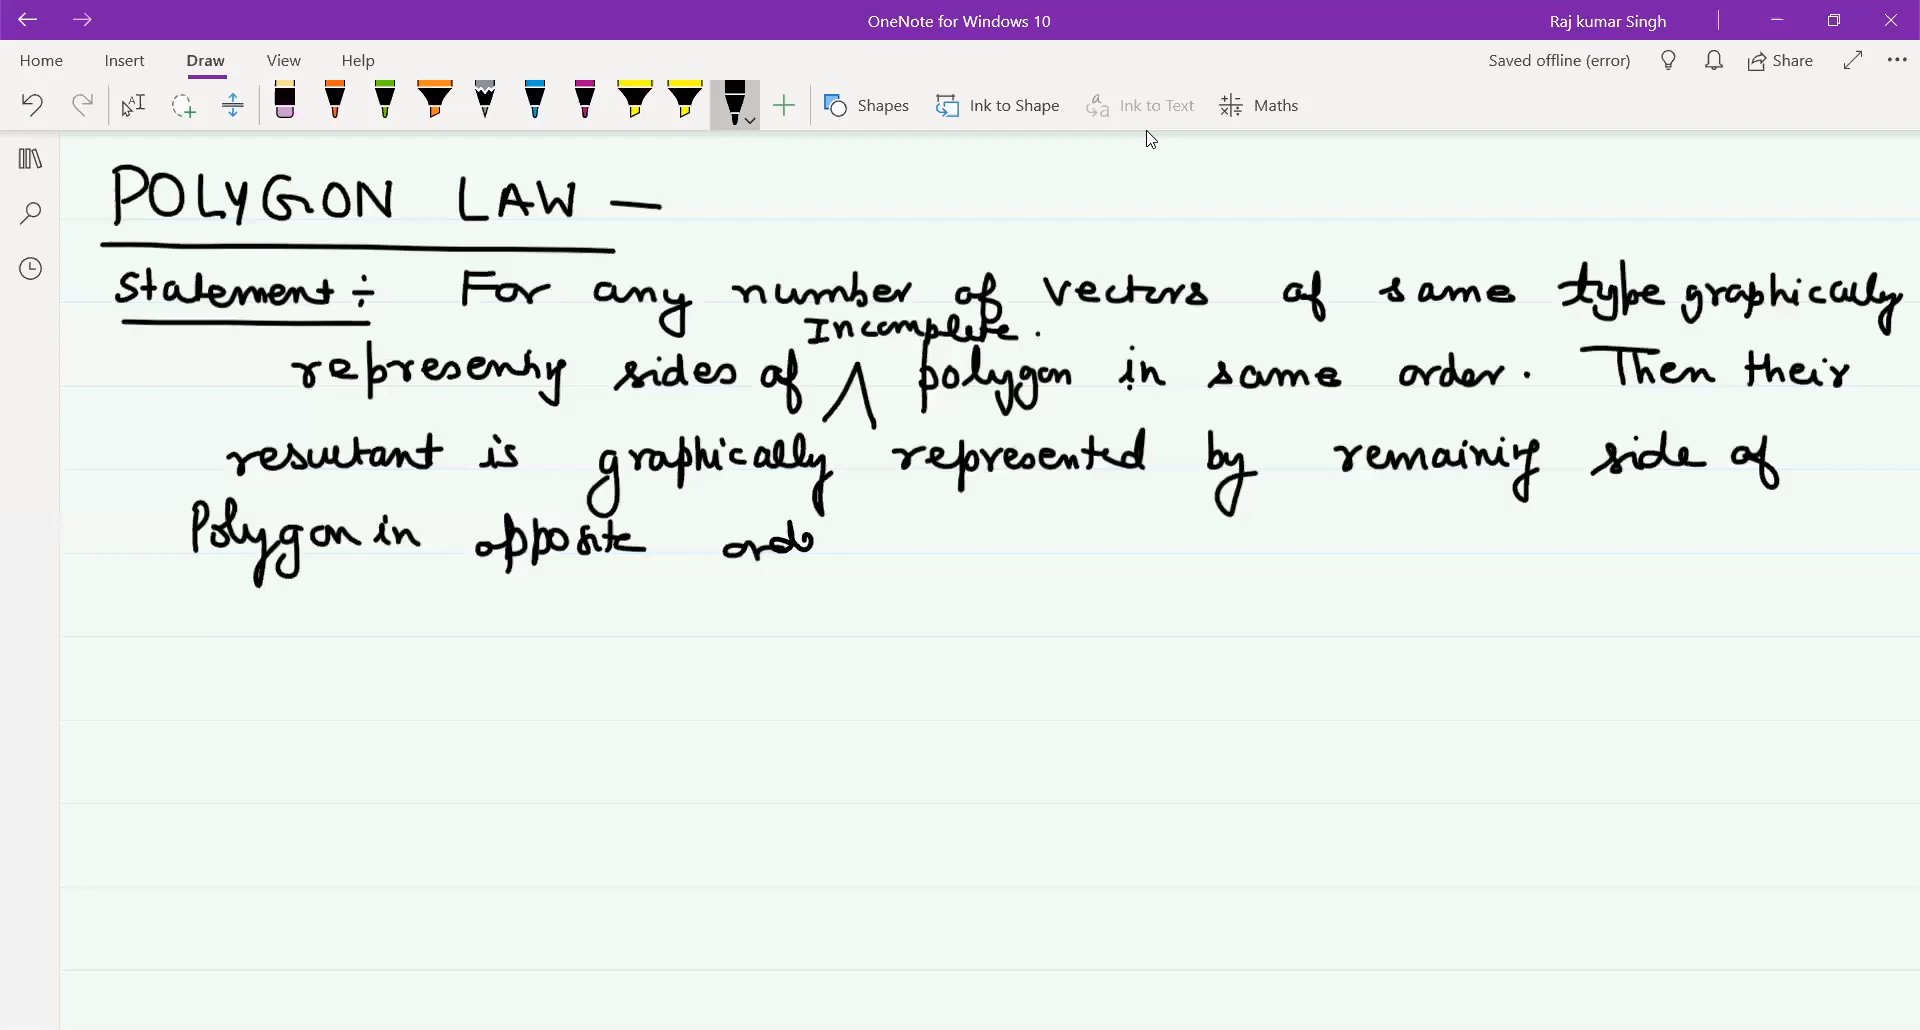 OneNote for Windows 10
Raj kumar Singh
Home Insert Draw View Help
Saved offline (error) Share
Shapes Ink to Shape Ink to Text Maths
POLYGON LAW —
Statement ÷ For any number of vectors of same type graphically
Incomplete.
representing sides of ∧ polygon in same order. Then their
resultant is graphically represented by remaining side of
Polygon in opposite orde